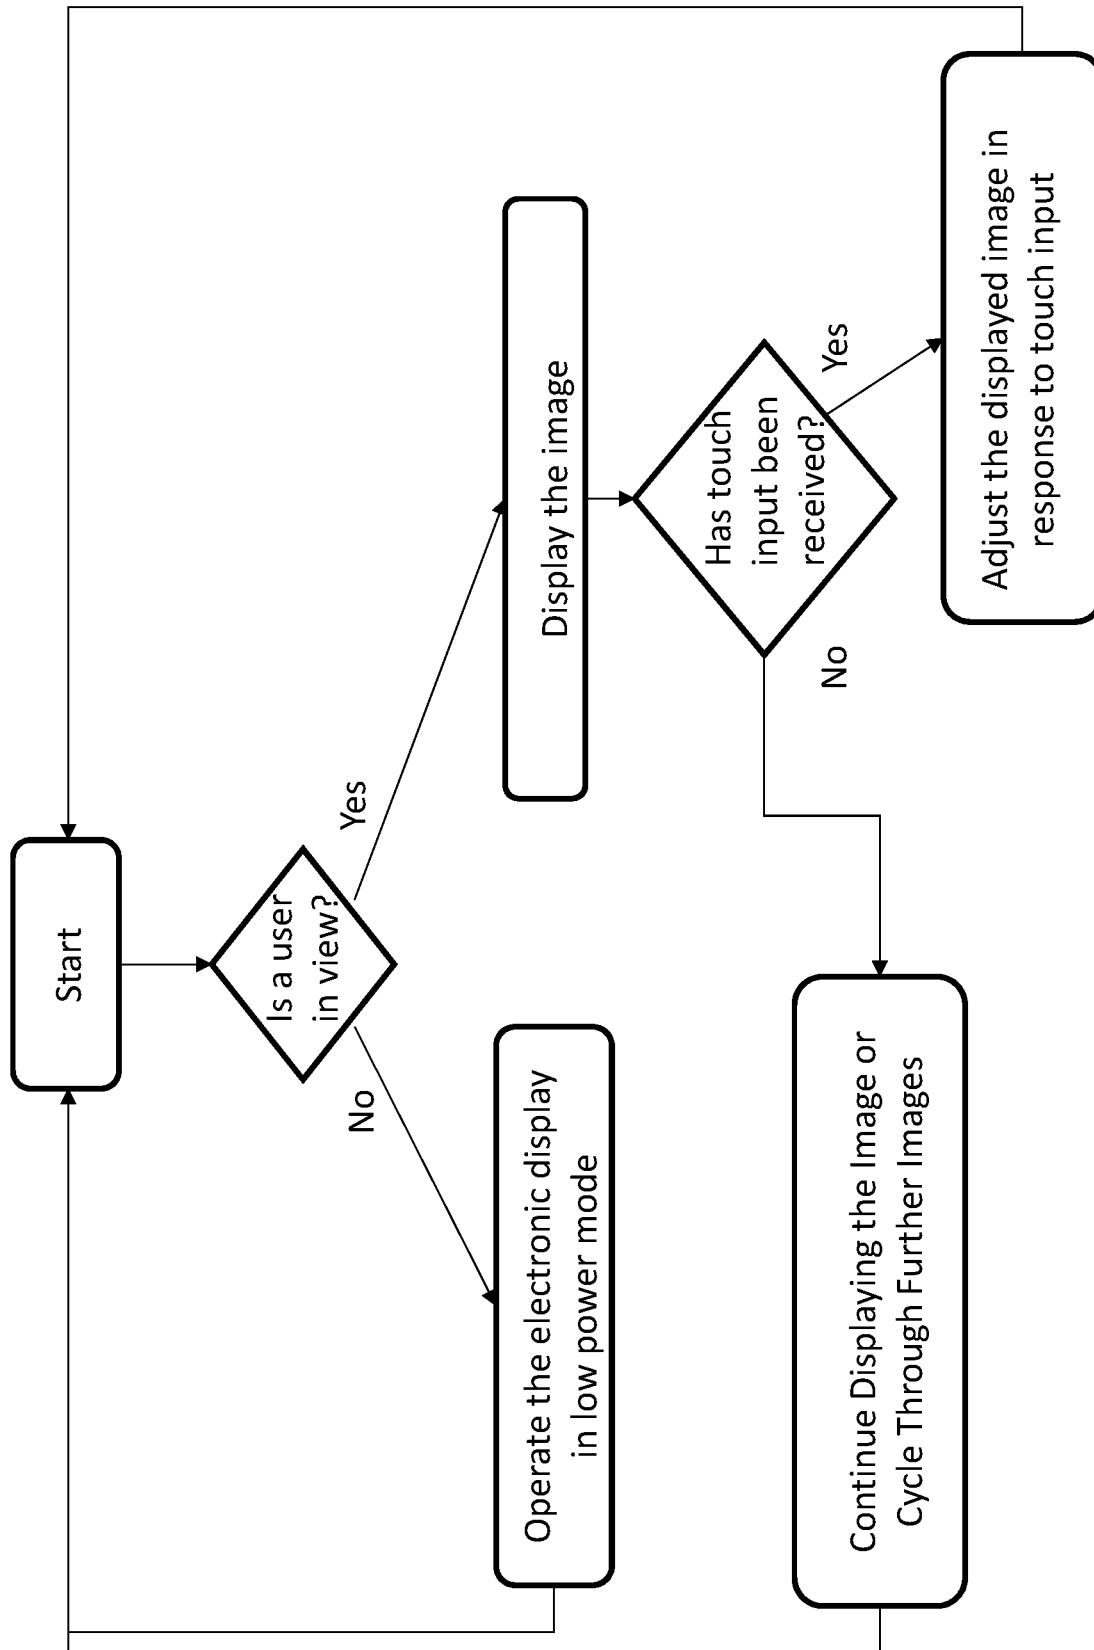 Start
Is a user
in view?
No
Yes
Operate the electronic display
in low power mode
Display the image
Has touch
input been
received?
No
Yes
Continue Displaying the Image or
Cycle Through Further Images
Adjust the displayed image in
response to touch input